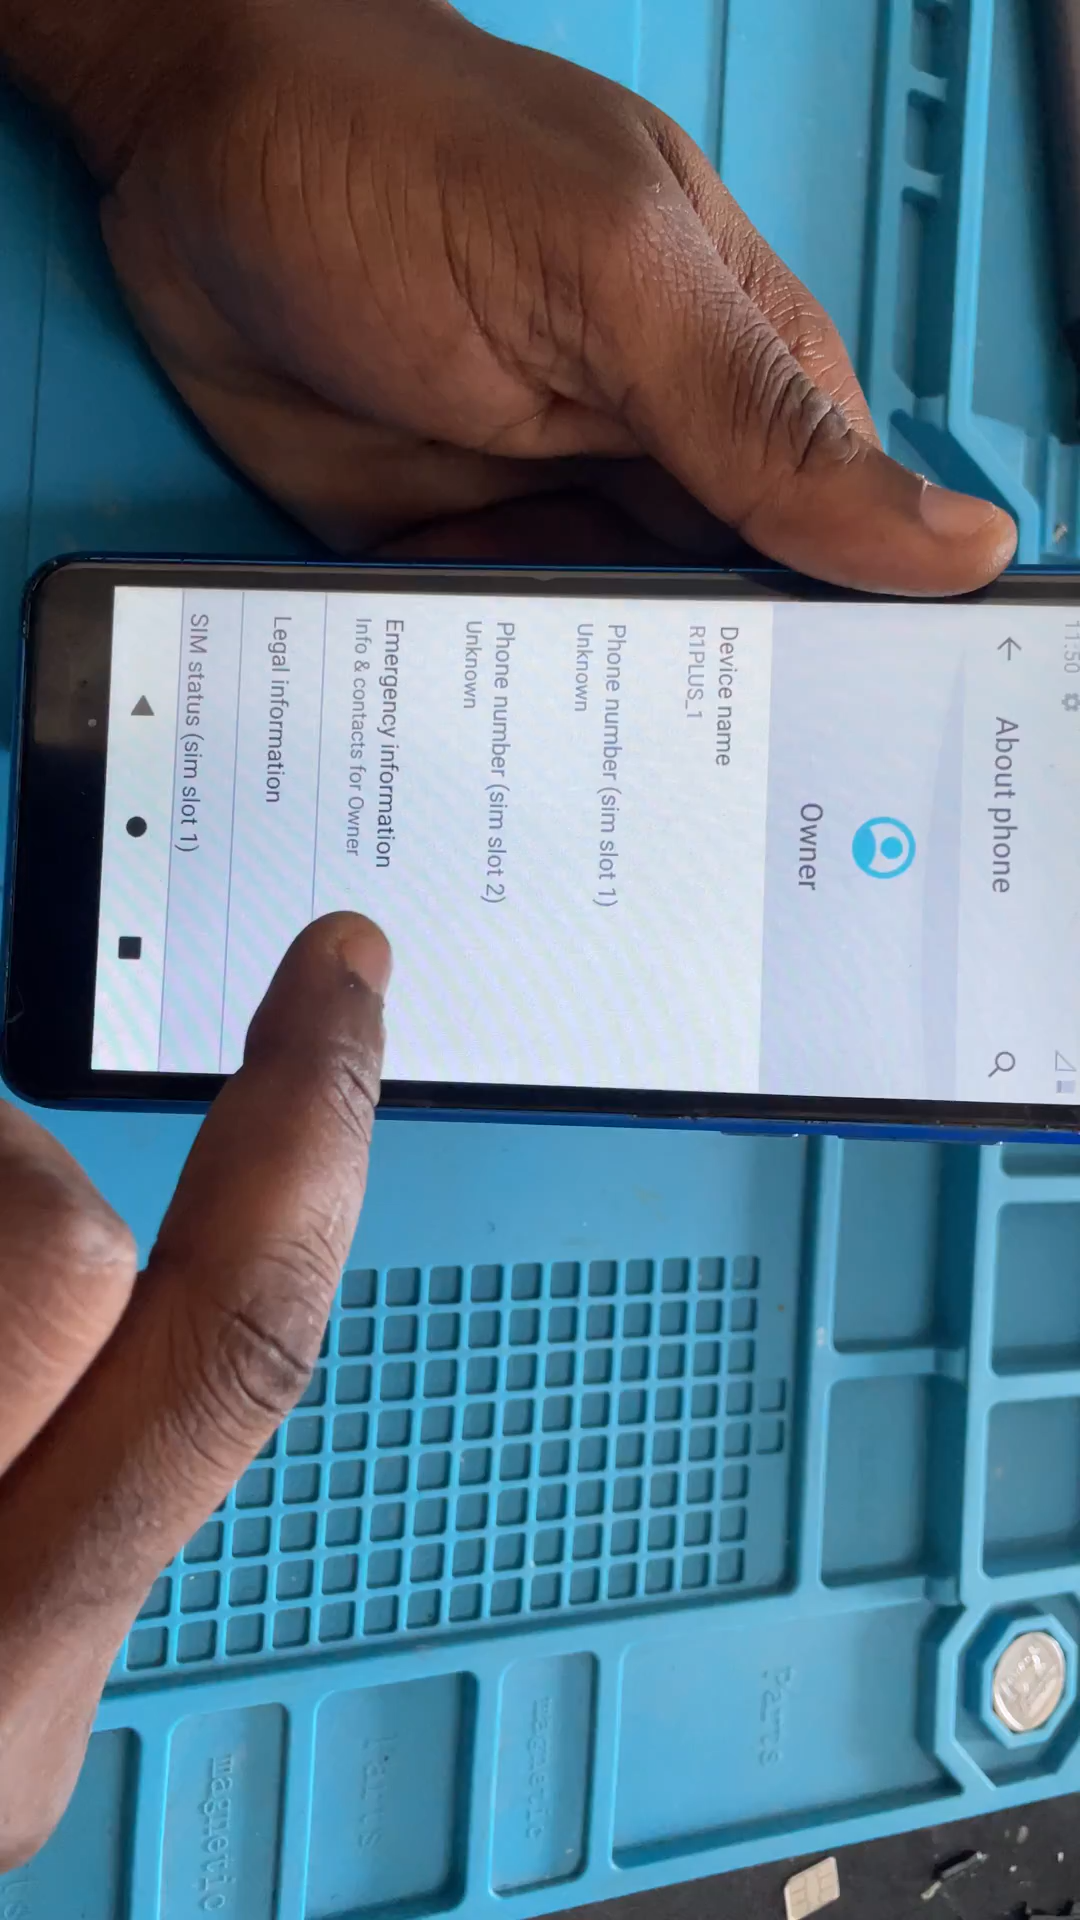 11:50
About phone
Owner
Device name
R1PLUS_1
Phone number (sim slot 1)
Unknown
Phone number (sim slot 2)
Unknown
Emergency information
Info & contacts for Owner
Legal information
SIM status (sim slot 1)
Parts
magnetic
Parts
magnetic